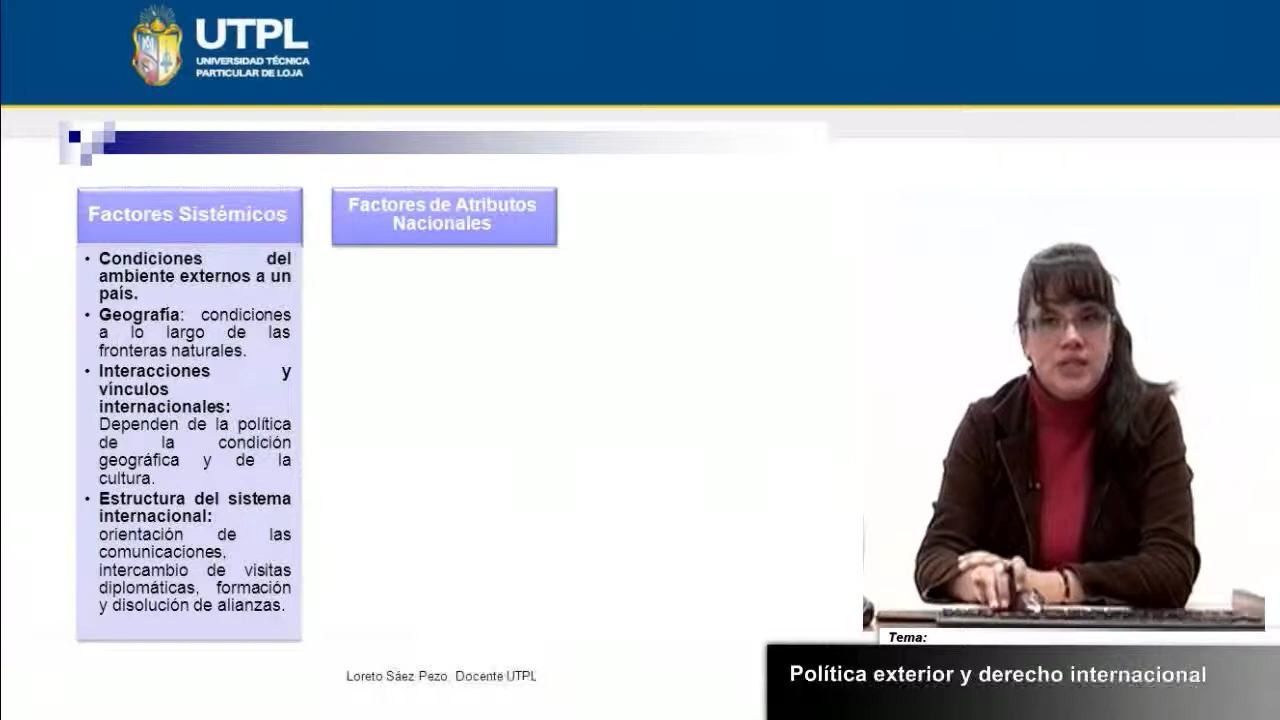 UTPL
UNIVERSIDAD TÉCNICA
PARTICULAR DE LOJA
Factores Sistémicos
• Condiciones del
ambiente externos a un
país.
• Geografía: condiciones
a lo largo de las
fronteras naturales.
• Interacciones y
vínculos
internacionales:
Dependen de la política
de la condición
geográfica y de la
cultura.
• Estructura del sistema
internacional:
orientación de las
comunicaciones,
intercambio de visitas
diplomáticas, formación
y disolución de alianzas.
Factores de Atributos
Nacionales
Loreto Sáez Pezo. Docente UTPL
Tema:
Política exterior y derecho internacional